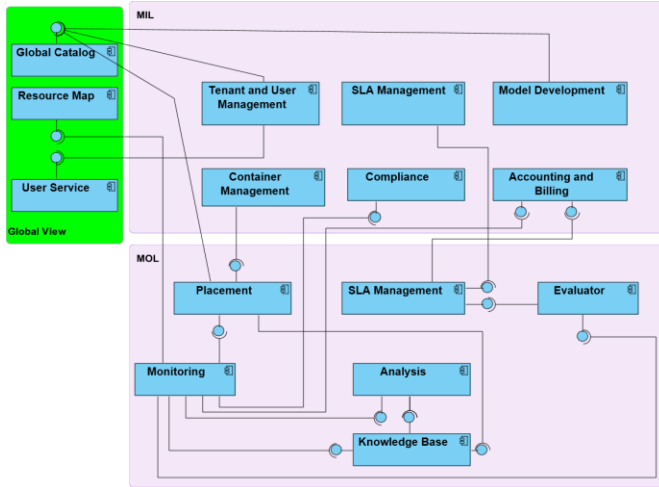 MIL
Global Catalog
Resource Map
User Service
Global View
Tenant and User
Management
SLA Management
Model Development
Container
Management
Compliance
Accounting and
Billing
MOL
Placement
SLA Management
Evaluator
Monitoring
Analysis
Knowledge Base